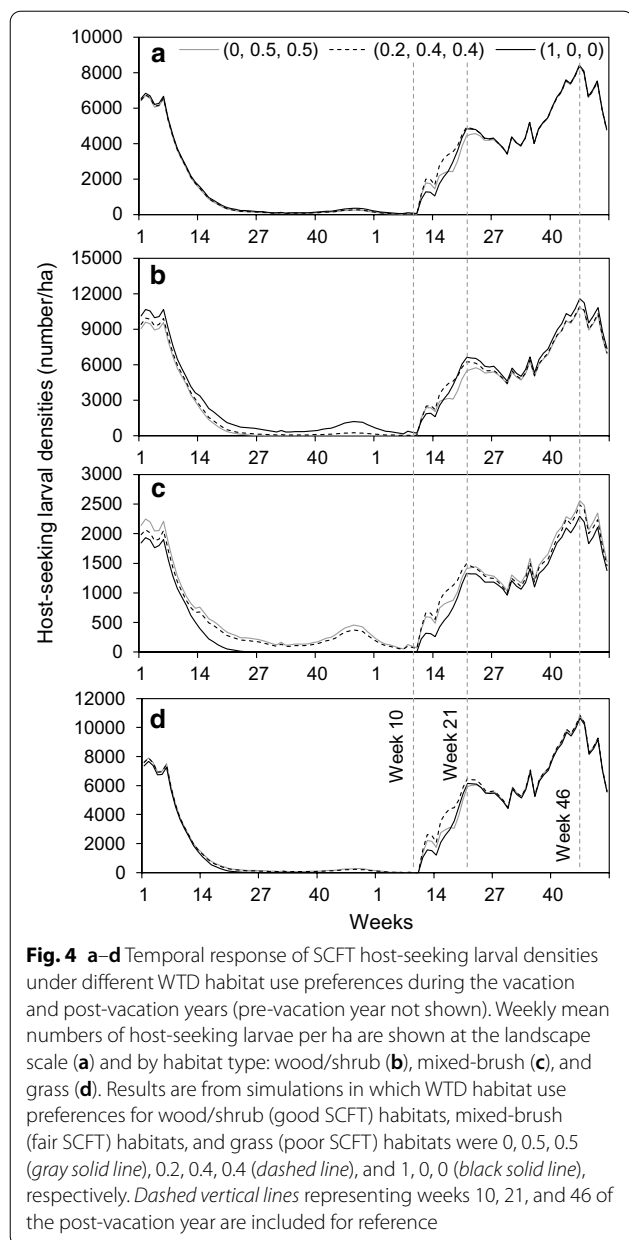 a
(0, 0.5, 0.5) (0.2, 0.4, 0.4) (1, 0, 0)
10000
8000
6000
4000
2000
0
1 14 27 40 1 14 27 40
b
15000
12000
9000
6000
3000
0
1 14 27 40 1 14 27 40
Host-seeking larval densities (number/ha)
c
3000
2500
2000
1500
1000
500
0
1 14 27 40 1 14 27 40
d
12000
10000
8000
6000
4000
2000
0
Week 10
Week 21
Week 46
1 14 27 40 1 14 27 40
Weeks
Fig. 4 a–d Temporal response of SCFT host-seeking larval densities
under different WTD habitat use preferences during the vacation
and post-vacation years (pre-vacation year not shown). Weekly mean
numbers of host-seeking larvae per ha are shown at the landscape
scale (a) and by habitat type: wood/shrub (b), mixed-brush (c), and
grass (d). Results are from simulations in which WTD habitat use
preferences for wood/shrub (good SCFT) habitats, mixed-brush
(fair SCFT) habitats, and grass (poor SCFT) habitats were 0, 0.5, 0.5
(gray solid line), 0.2, 0.4, 0.4 (dashed line), and 1, 0, 0 (black solid line),
respectively. Dashed vertical lines representing weeks 10, 21, and 46 of
the post-vacation year are included for reference